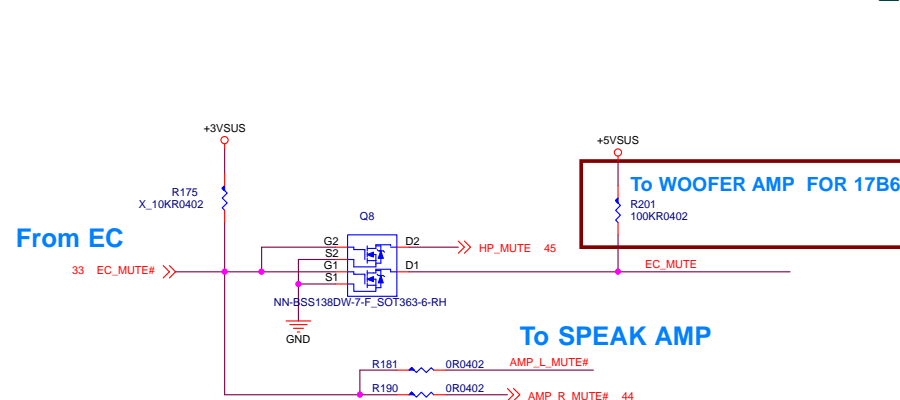 +3VSUS
+5VSUS
To WOOFER AMP FOR 17B6
R175
X_10KR0402
R201
100KR0402
Q8
From EC
G2
S2
G1
S1
D2
D1
HP_MUTE 45
33 EC_MUTE#
EC_MUTE
NN-BSS138DW-7-F_SOT363-6-RH
GND
To SPEAK AMP
R181 0R0402 AMP_L_MUTE#
R190 0R0402 AMP_R_MUTE# 44